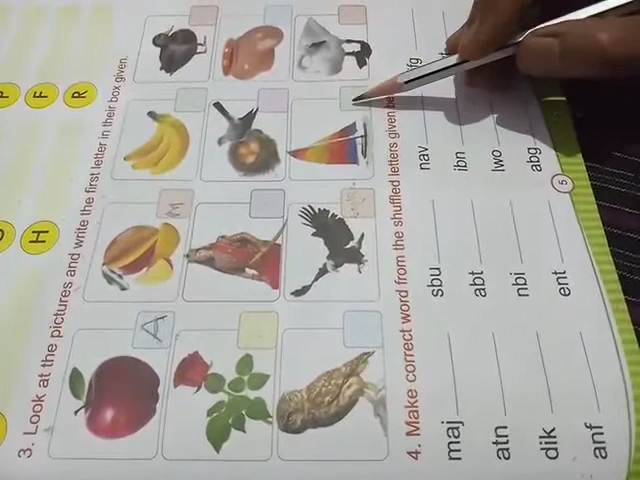 P
F
R
H
3. Look at the pictures and write the first letter in their box given.
A
M
4. Make correct word from the shuffled letters given be
maj sbu nav fg
atn abt ibn
dik nbi lwo
anf ent abg
5